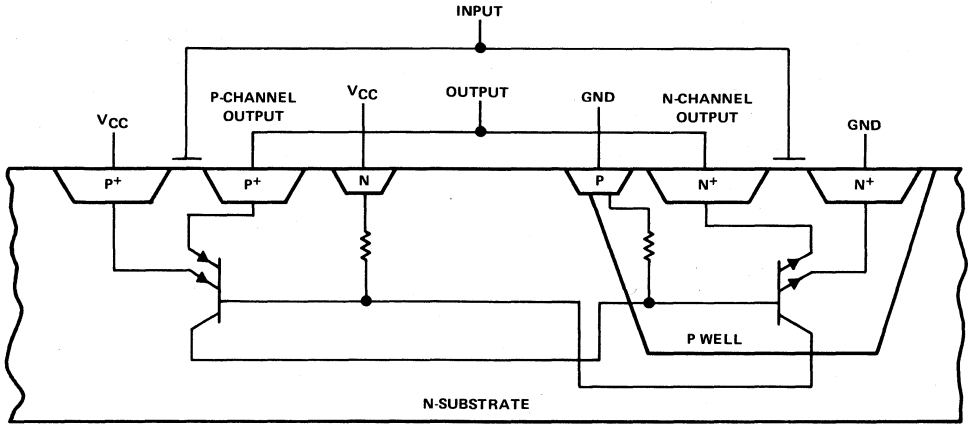 INPUT
P-CHANNEL
OUTPUT
VCC
OUTPUT
GND
N-CHANNEL
OUTPUT
VCC
GND
P+
P+
N
P
N+
N+
P WELL
N-SUBSTRATE